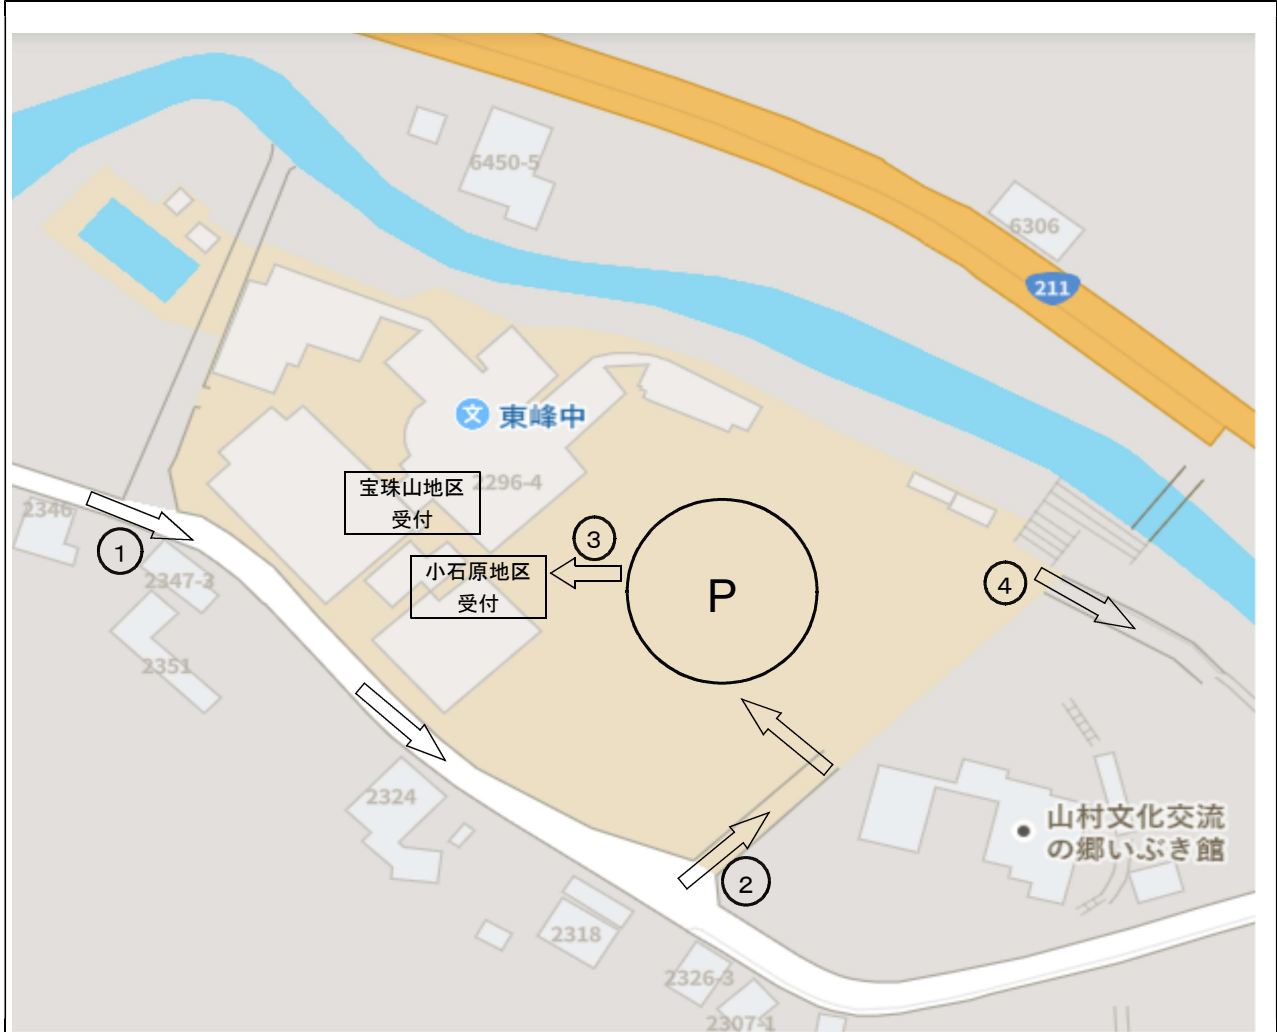 6450-5
6306
211
文 東峰中
2296-4
宝珠山地区
受付
2346
①
2347-3
③
小石原地区
受付
P
④
2351
2324
山村文化交流
の郷いぶき館
②
2318
2326-3
2307-1